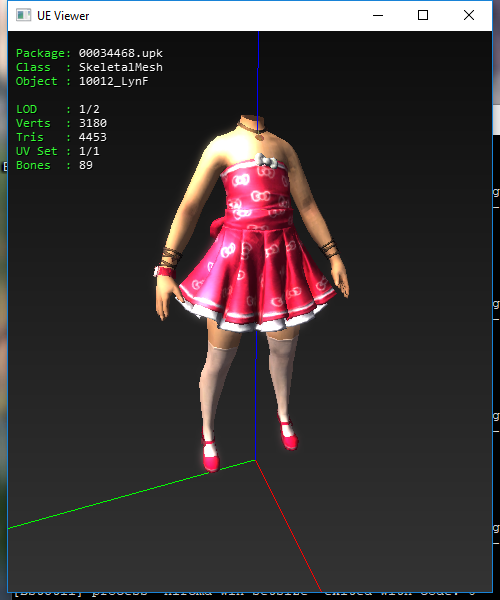 UE Viewer
Package: 00034468.upk
Class : SkeletalMesh
Object : 10012_LynF
LOD : 1/2
Verts : 3180
Tris : 4453
UV Set : 1/1
Bones : 89